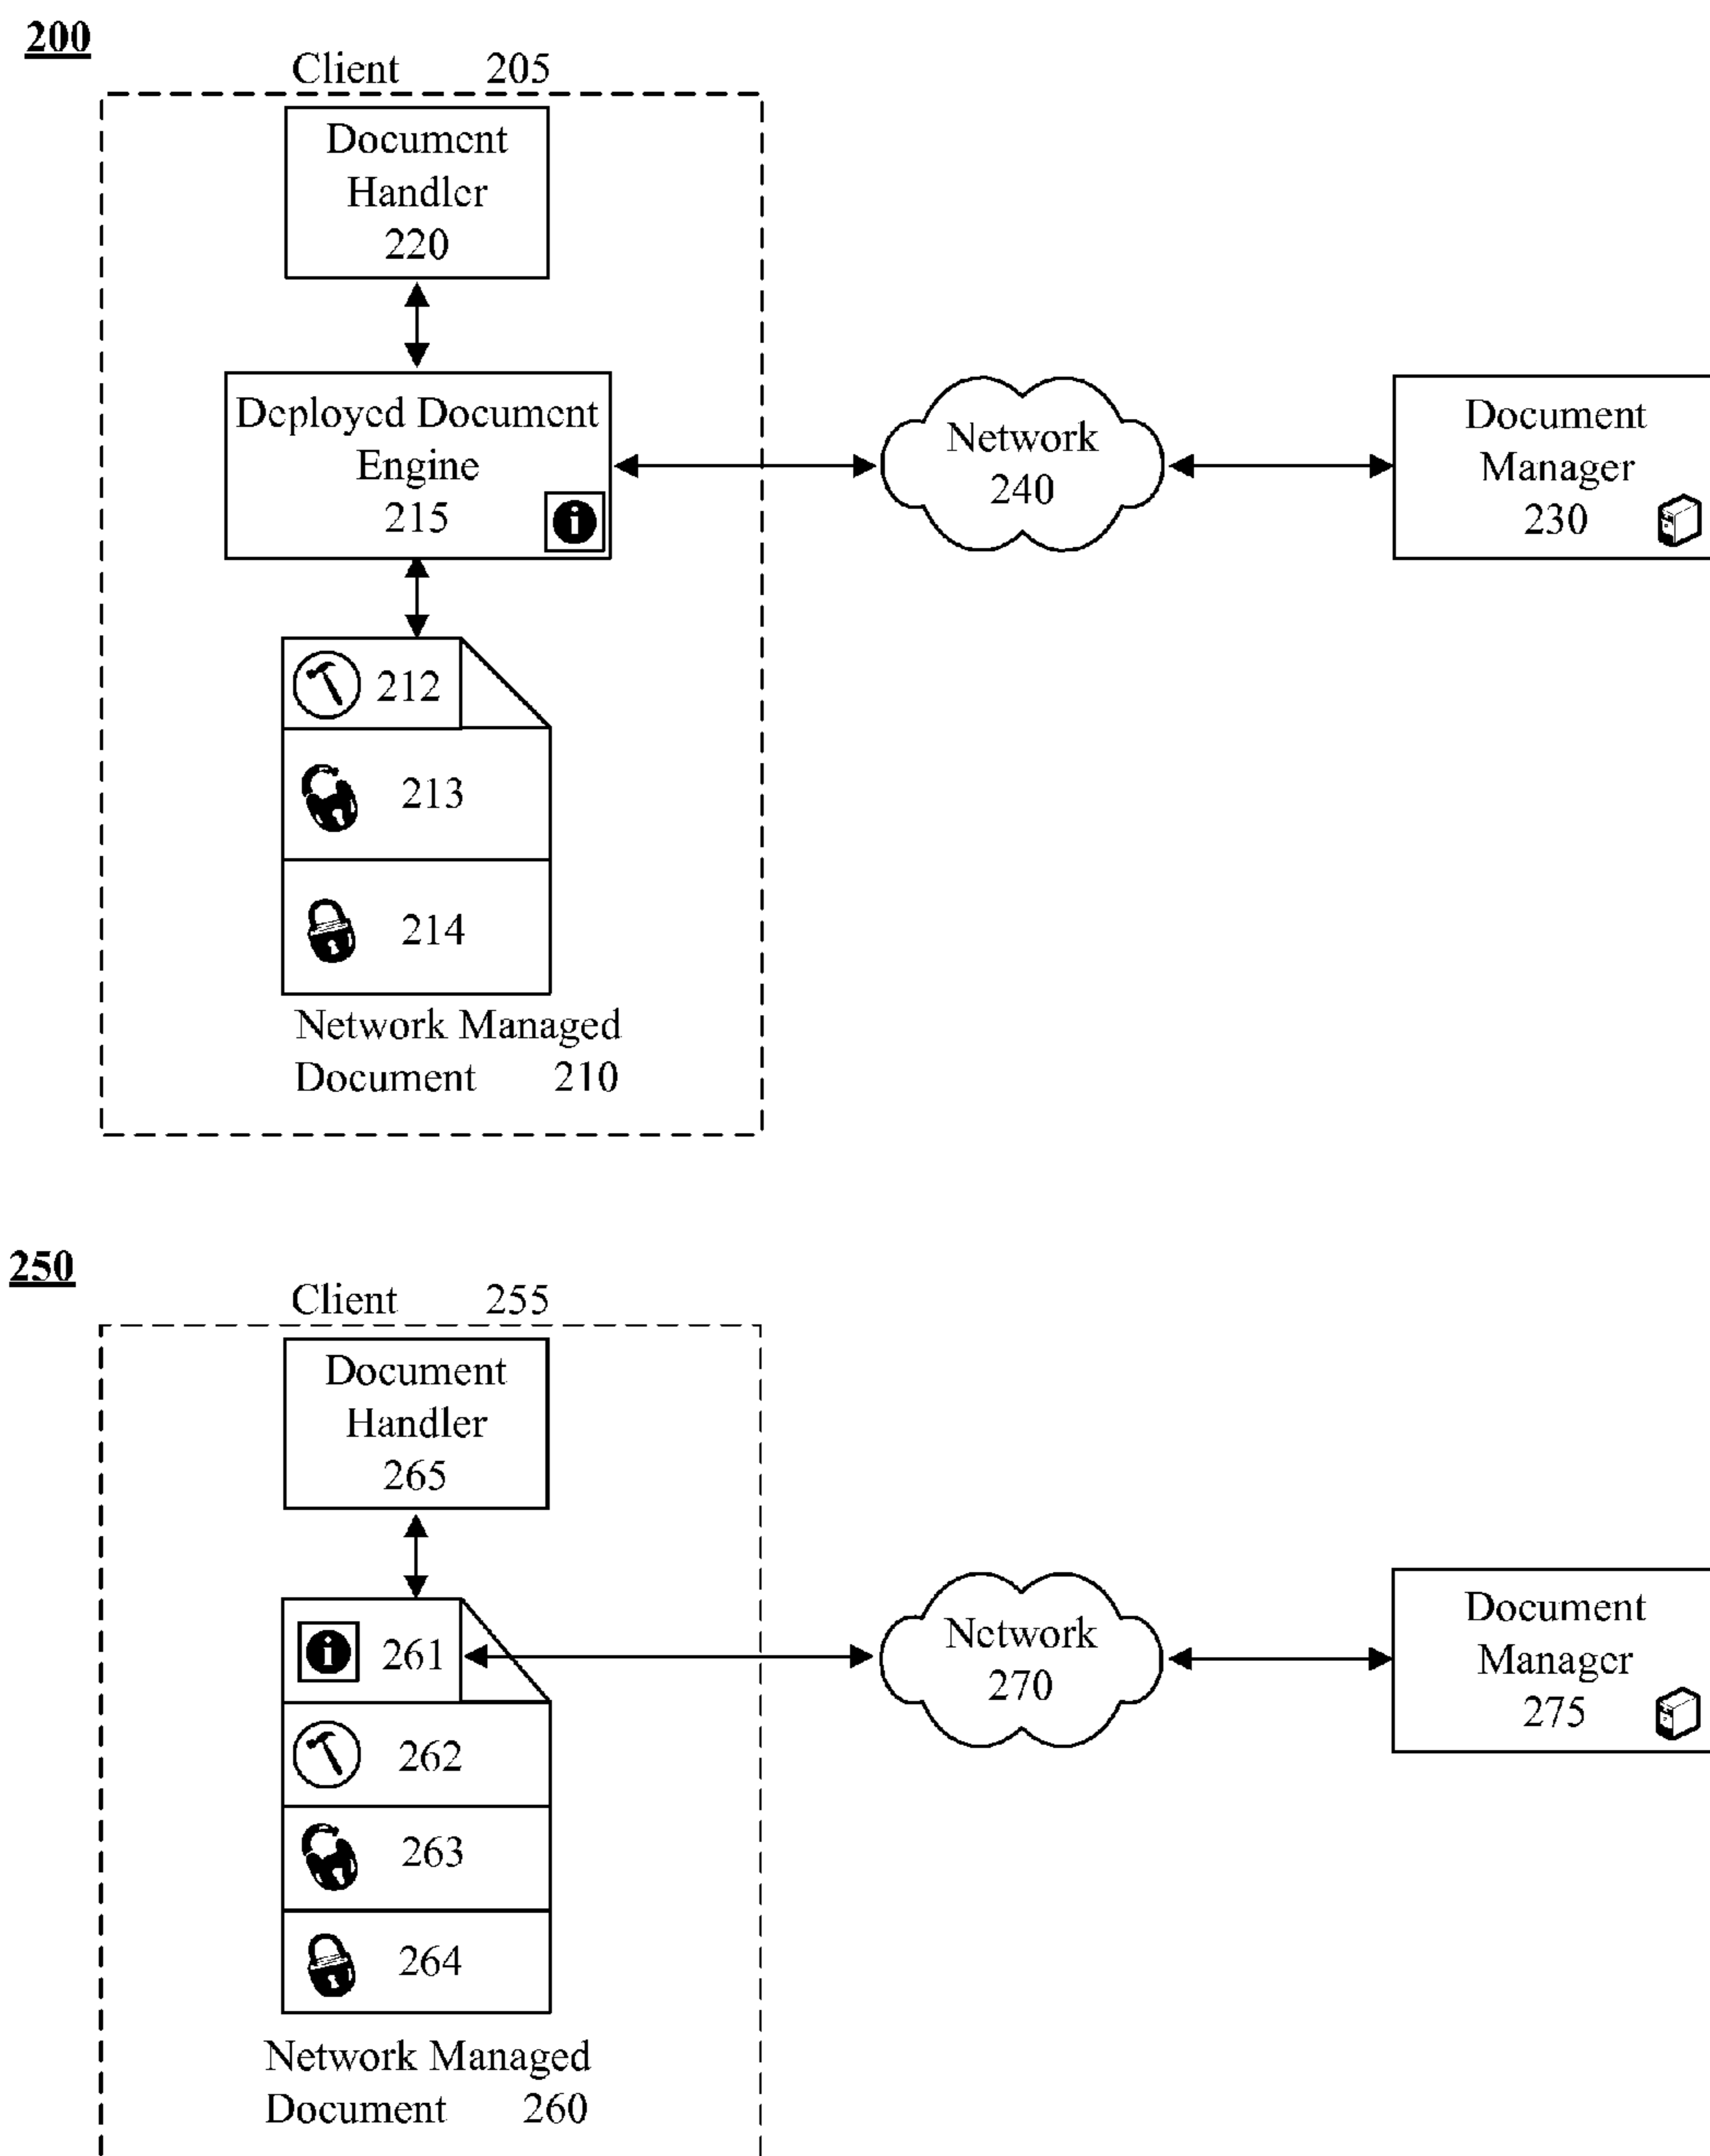 200
Client 205
Document
Handler
220
Deployed Document
Engine
215
i
Network
240
Document
Manager
230
212
213
214
Network Managed
Document 210
250
Client 255
Document
Handler
265
i
261
Network
270
Document
Manager
275
262
263
264
Network Managed
Document 260